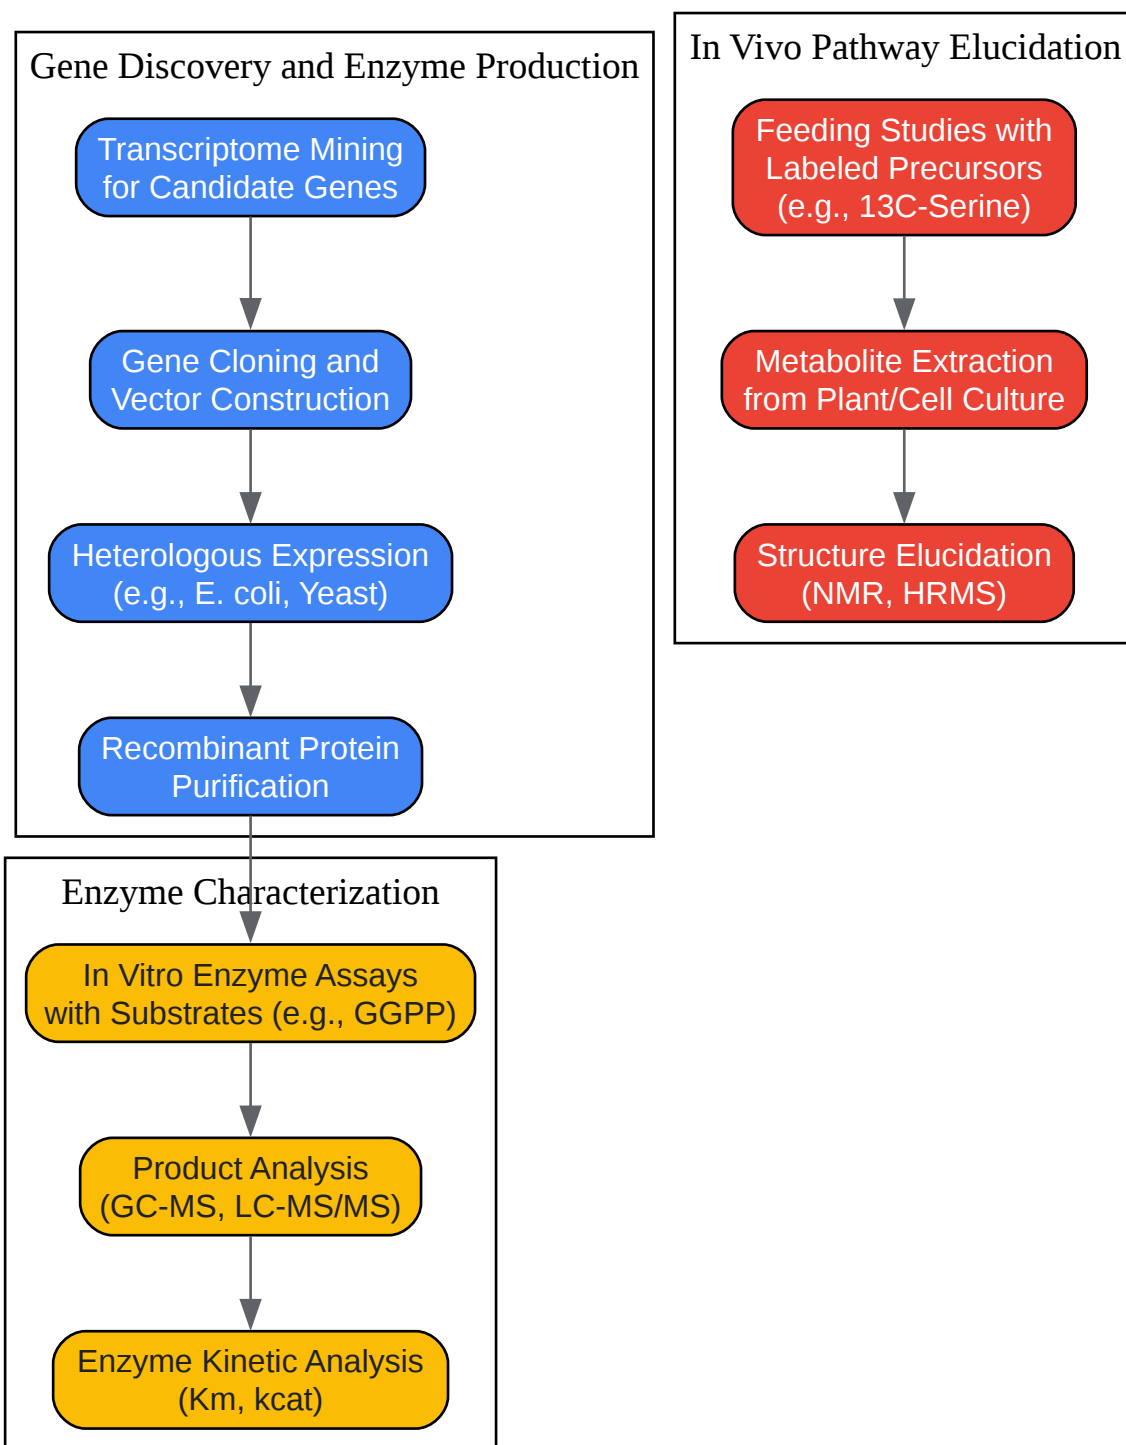 Gene Discovery and Enzyme Production
Transcriptome Mining
for Candidate Genes
Gene Cloning and
Vector Construction
Heterologous Expression
(e.g., E. coli, Yeast)
Recombinant Protein
Purification
In Vivo Pathway Elucidation
Feeding Studies with
Labeled Precursors
(e.g., 13C-Serine)
Metabolite Extraction
from Plant/Cell Culture
Structure Elucidation
(NMR, HRMS)
Enzyme Characterization
In Vitro Enzyme Assays
with Substrates (e.g., GGPP)
Product Analysis
(GC-MS, LC-MS/MS)
Enzyme Kinetic Analysis
(Km, kcat)